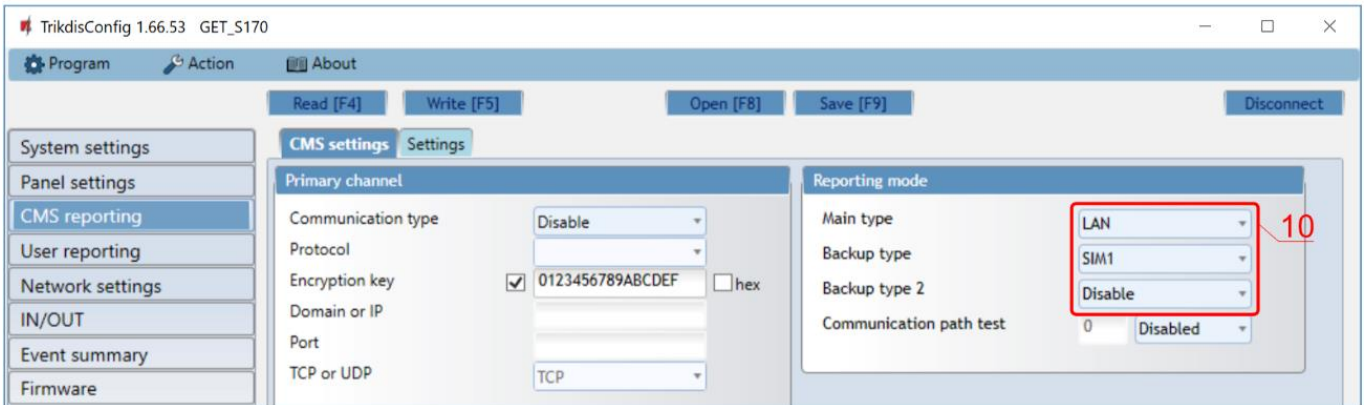 TrikdisConfig 1.66.53 GET_S170
Program Action About
Read [F4] Write [F5] Open [F8] Save [F9] Disconnect
System settings
Panel settings
CMS reporting
User reporting
Network settings
IN/OUT
Event summary
Firmware
CMS settings Settings
Primary channel
Communication type Disable
Protocol
Encryption key 0123456789ABCDEF hex
Domain or IP
Port
TCP or UDP TCP
Reporting mode
Main type LAN
Backup type SIM1
Backup type 2 Disable
Communication path test 0 Disabled
10